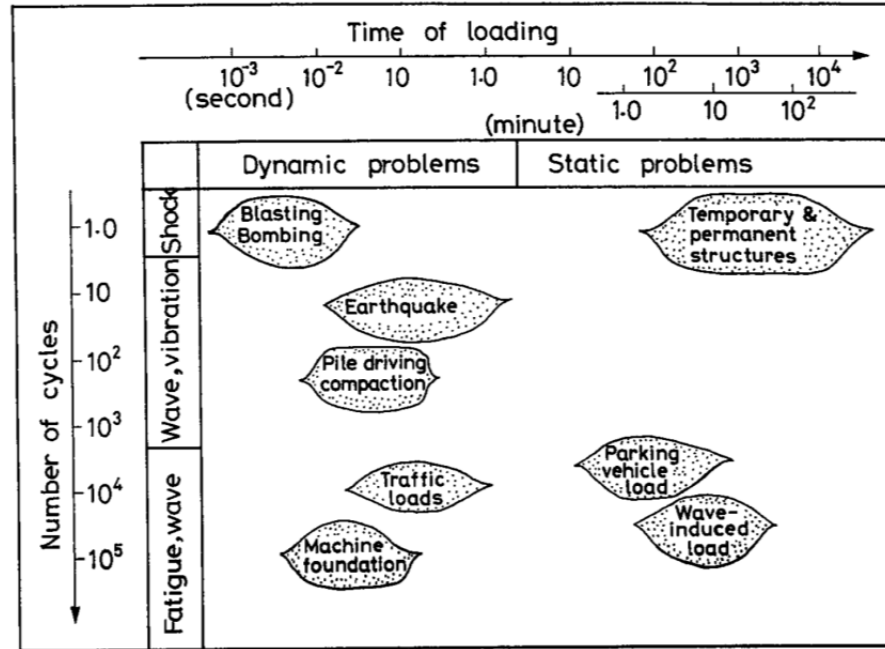 Time of loading
10⁻³ 10⁻² 10 1.0 10 10² 10³ 10⁴
(second)
1.0 10 10²
(minute)
Dynamic problems Static problems
Number of cycles
1.0
10
10²
10³
10⁴
10⁵
Shock
Wave, vibration
Fatigue, wave
Blasting
Bombing
Temporary &
permanent
structures
Earthquake
Pile driving
compaction
Traffic
loads
Parking
vehicle
load
Machine
foundation
Wave-
induced
load